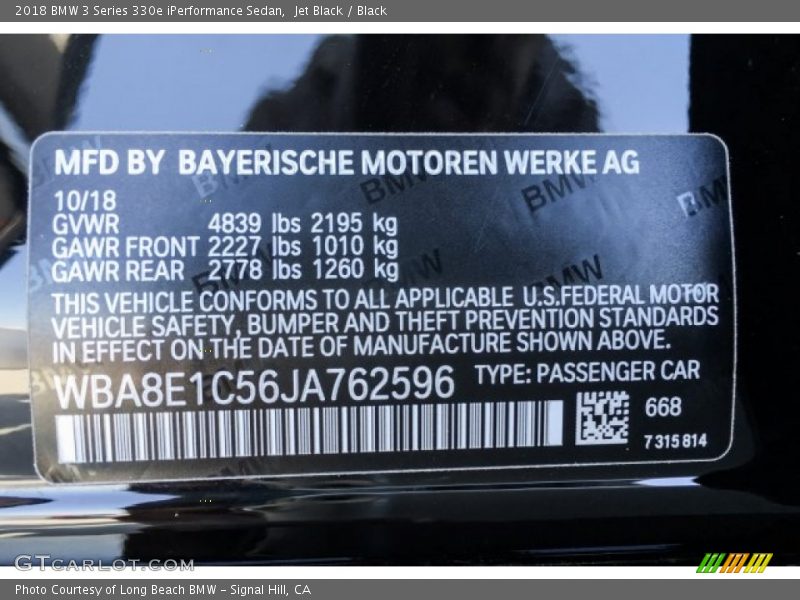 2018 BMW 3 Series 330e iPerformance Sedan, Jet Black / Black
MFD BY BAYERISCHE MOTOREN WERKE AG
10/18
GVWR 4839 lbs 2195 kg
GAWR FRONT 2227 lbs 1010 kg
GAWR REAR 2778 lbs 1260 kg
THIS VEHICLE CONFORMS TO ALL APPLICABLE U.S.FEDERAL MOTOR
VEHICLE SAFETY, BUMPER AND THEFT PREVENTION STANDARDS
IN EFFECT ON THE DATE OF MANUFACTURE SHOWN ABOVE.
WBA8E1C56JA762596 TYPE: PASSENGER CAR
668
7 315 814
GTCARLOT.COM
Photo Courtesy of Long Beach BMW - Signal Hill, CA